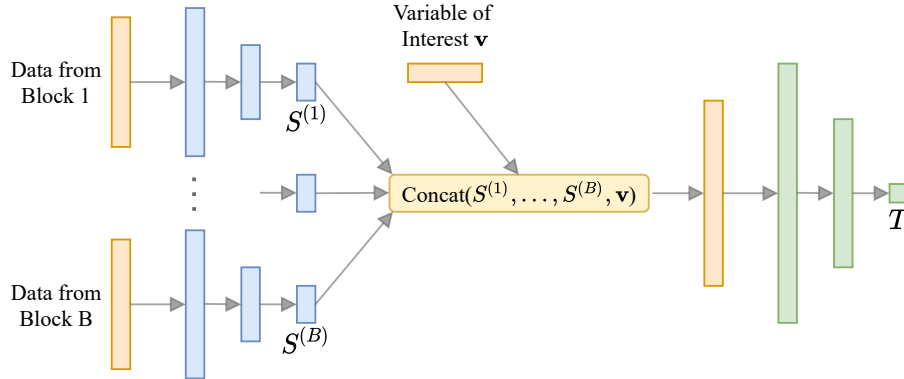 Variable of
Interest v
Data from
Block 1
S^{(1)}
Concat(S^{(1)}, . . . , S^{(B)}, v)
T
Data from
Block B
S^{(B)}